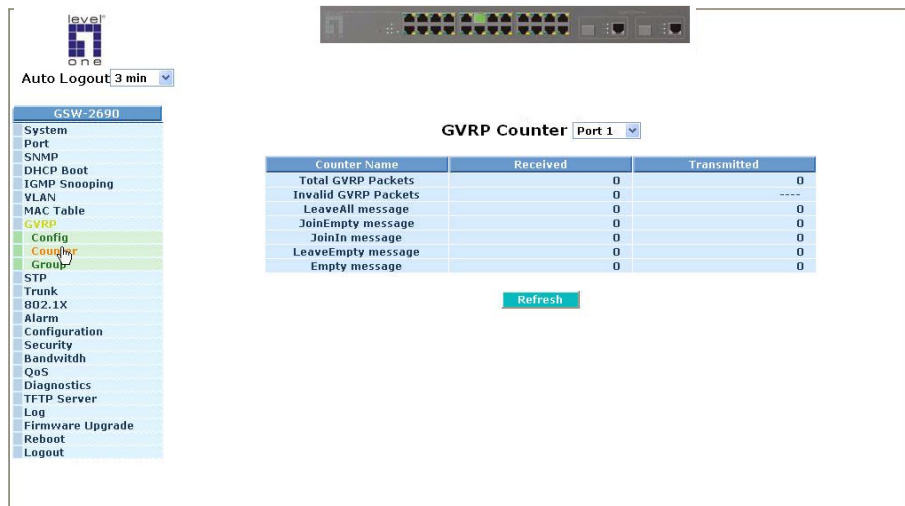 level
one
Auto Logout 3 min
GSW-2690
System
Port
SNMP
DHCP Boot
IGMP Snooping
VLAN
MAC Table
GVRP
Config
Counter
Group
STP
Trunk
802.1X
Alarm
Configuration
Security
Bandwitdh
QoS
Diagnostics
TFTP Server
Log
Firmware Upgrade
Reboot
Logout
GVRP Counter Port 1
Counter Name Received Transmitted
Total GVRP Packets 0 0
Invalid GVRP Packets 0 ----
LeaveAll message 0 0
JoinEmpty message 0 0
JoinIn message 0 0
LeaveEmpty message 0 0
Empty message 0 0
Refresh